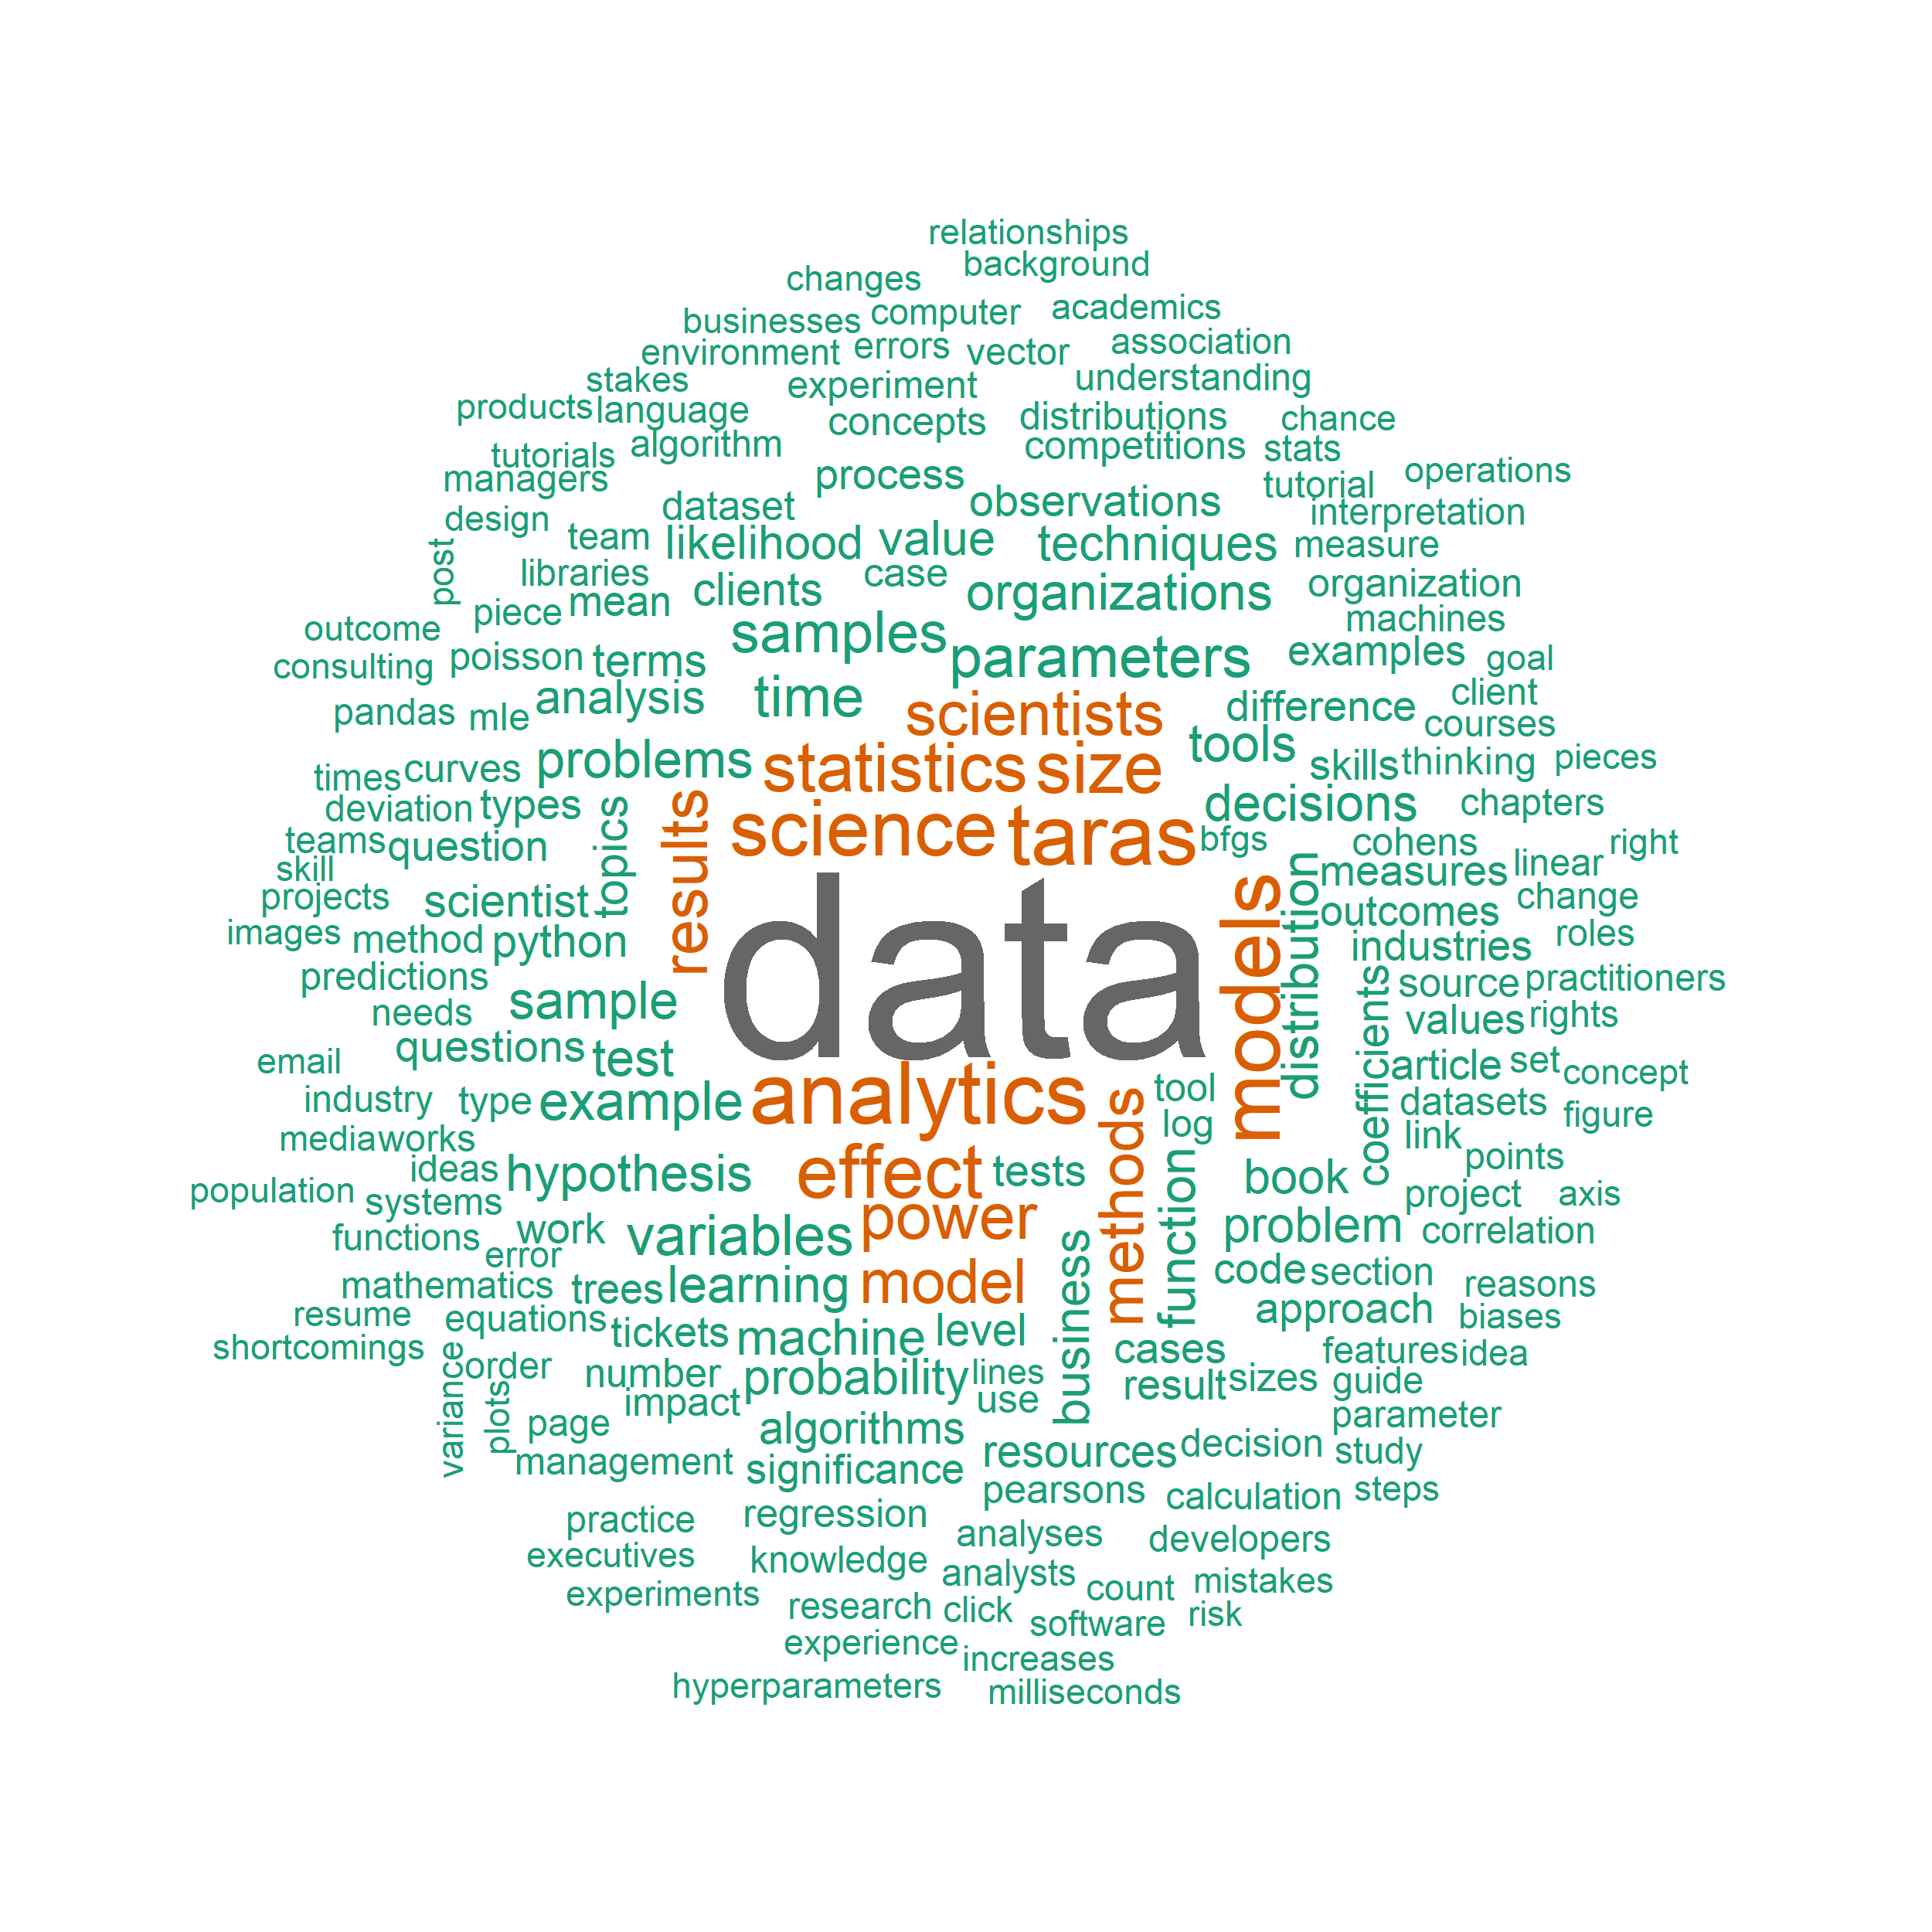 relationships
background
changes
businesses computer academics
environment errors vector association
stakes experiment understanding
products language concepts distributions chance
tutorials algorithm competitions stats
managers process tutorial operations
design dataset observations interpretation
post team likelihood value techniques measure
libraries clients case organizations organization
piece mean machines
outcome samples parameters examples
consulting poisson terms goal
pandas mle analysis time scientists difference client
courses
times curves problems statistics size tools skills thinking pieces
deviation types topics results science taras decisions chapters
teams question bfgs cohens right
skill measures linear
projects scientist models distribution outcomes change
images method python data industries roles
predictions sample coefficients source practitioners
needs values rights
email questions test article set concept
industry type example analytics methods tool datasets figure
mediaworks log link
ideas hypothesis effect tests function book points
population systems project axis
functions work variables power business problem correlation
error
mathematics trees learning model code section reasons
resume equations tickets machine level approach biases
shortcomings variance order number probability lines cases features idea
plots page impact use result sizes guide
algorithms parameter
management significance resources decision study
pearsons calculation steps
practice regression analyses developers
executives knowledge analysts
experiments research click count mistakes
software risk
experience increases
hyperparameters milliseconds